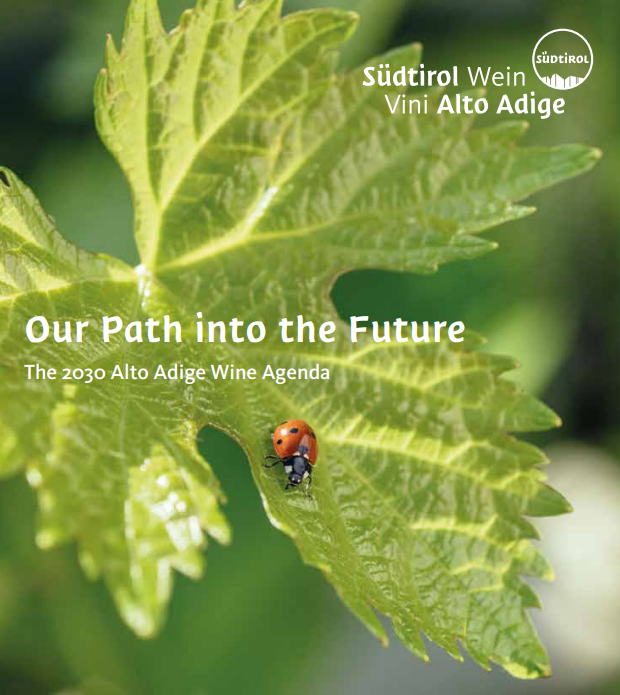 Südtirol Wein
Vini Alto Adige
SÜDTIROL
Our Path into the Future
The 2030 Alto Adige Wine Agenda